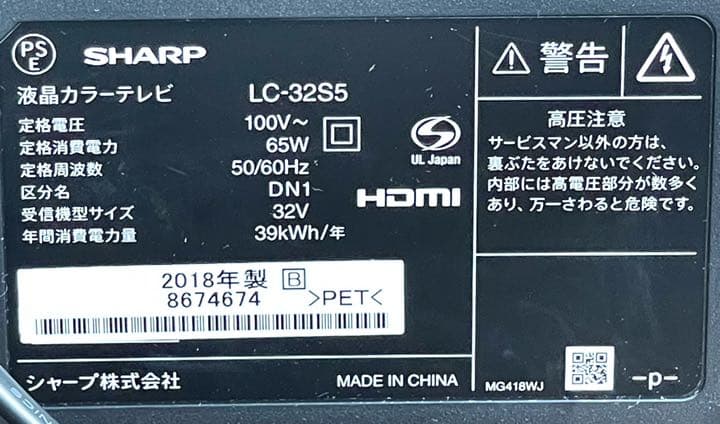 PS
E
SHARP
液晶カラーテレビ LC-32S5
定格電圧 100V~
定格消費電力 65W
定格周波数 50/60Hz
区分名 DN1
受信機型サイズ 32V
年間消費電力量 39kWh/年
S
UL Japan
HDMI
2018年製 B
8674674 >PET<
シャープ株式会社 MADE IN CHINA
警告
高圧注意
サービスマン以外の方は、
裏ぶたをあけないでください。
内部には高電圧部分が数多く
あり、万一さわると危険です。
MG418WJ
-p-